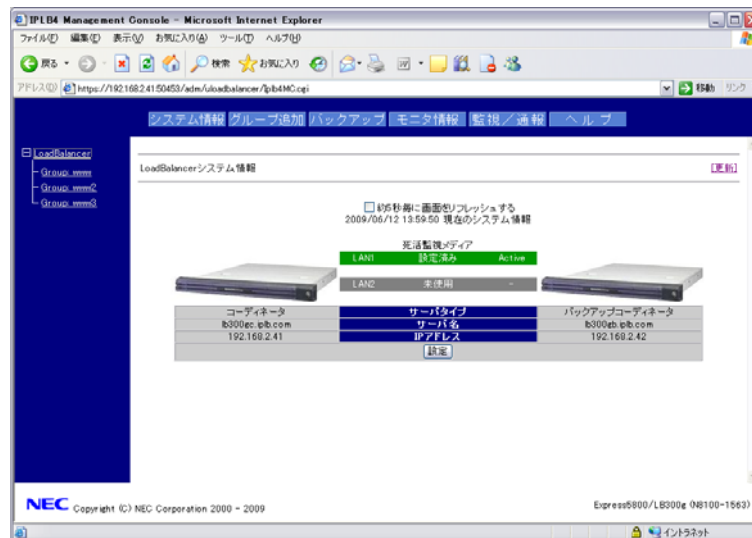 IPLB4 Management Console - Microsoft Internet Explorer
ファイル(F) 編集(E) 表示(V) お気に入り(A) ツール(T) ヘルプ(H)
戻る 検索 お気に入り
アドレス(D) https://192.168.2.41:50453/adm/uloadbalancer/Iplb4MC.cgi 移動 リンク
システム情報 グループ追加 バックアップ モニタ情報 監視／通報 ヘルプ
LoadBalancer
Group_mmm
Group_mmm2
Group_mmm3
LoadBalancerシステム情報 [更新]
約5秒毎に画面をリフレッシュする
2009/06/12 13:59:50 現在のシステム情報
死活監視メディア
LAN1 設定済み Active
LAN2 未使用 -
コーディネータ サーバタイプ バックアップコーディネータ
lb300gc.iplb.com サーバ名 lb300gb.iplb.com
192.168.2.41 IPアドレス 192.168.2.42
設定
NEC Copyright (C) NEC Corporation 2000 - 2009 Express5800/LB300g (N8100-1563)
イントラネット